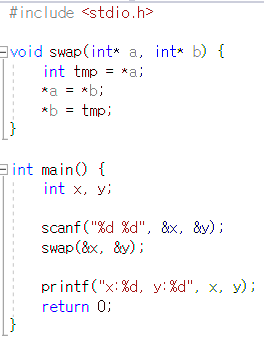 #include <stdio.h>
void swap(int* a, int* b) {
int tmp = *a;
*a = *b;
*b = tmp;
}
int main() {
int x, y;
scanf("%d %d", &x, &y);
swap(&x, &y);
printf("x:%d, y:%d", x, y);
return 0;
}